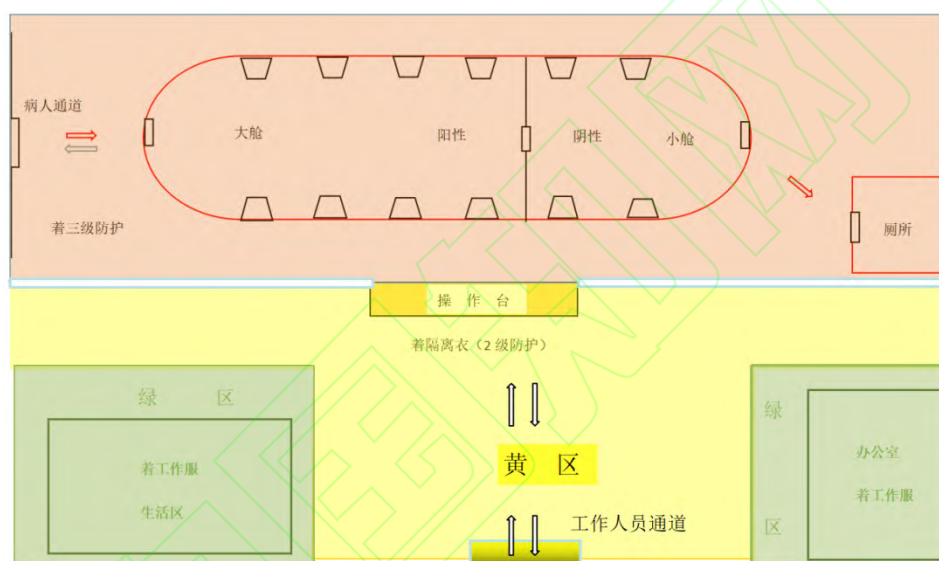 病人通道
大舱
阳性
阴性
小舱
着三级防护
厕所
操 作 台
着隔离衣（2 级防护）
绿 区
着工作服
生活区
黄 区
工作人员通道
绿
区
办公室
着工作服